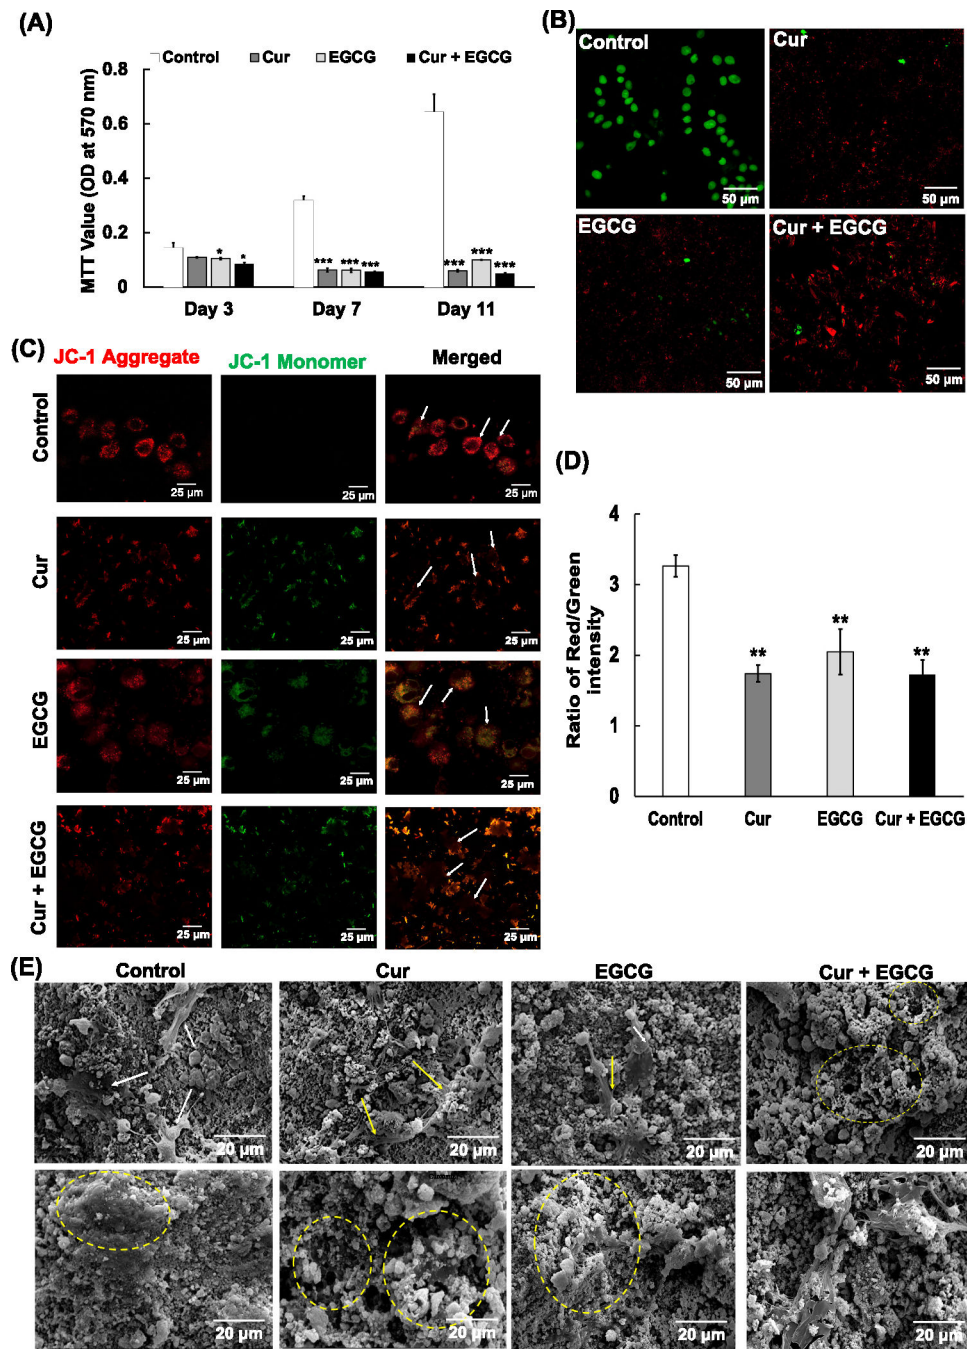 (A)
Control Cur EGCG Cur + EGCG
MTT Value (OD at 570 nm)
0.8
0.6
0.4
0.2
0
* *
*** *** ***
*** *** ***
Day 3 Day 7 Day 11
(B)
Control Cur
50 µm 50 µm
EGCG Cur + EGCG
50 µm 50 µm
(C)
JC-1 Aggregate JC-1 Monomer Merged
Control
25 µm 25 µm 25 µm
Cur
25 µm 25 µm 25 µm
EGCG
25 µm 25 µm 25 µm
Cur + EGCG
25 µm 25 µm 25 µm
(D)
Ratio of Red/Green
intensity
4
3
2
1
0
** ** **
Control Cur EGCG Cur + EGCG
(E)
Control Cur EGCG Cur + EGCG
20 µm 20 µm 20 µm 20 µm
20 µm 20 µm 20 µm 20 µm